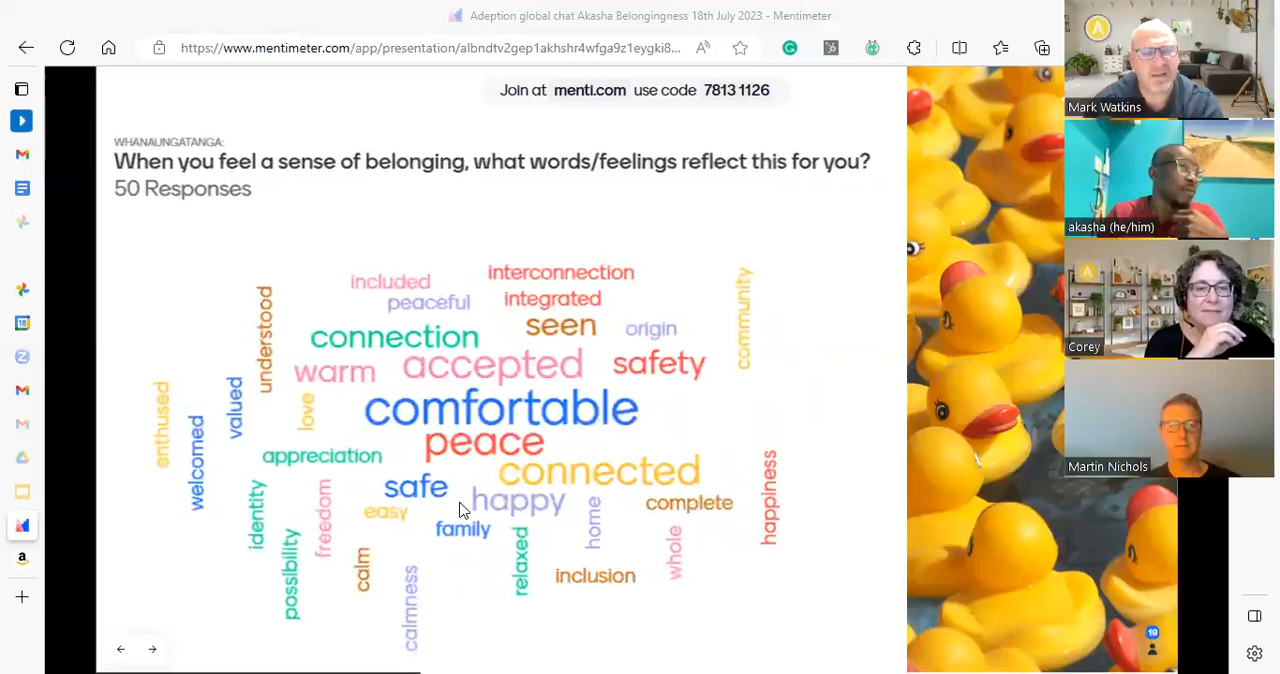 Adeption global chat Akasha Belongingness 18th July 2023 - Mentimeter
https://www.mentimeter.com/app/presentation/albndtv2gep1akhshr4wfga9z1eygki8...
Join at menti.com use code 7813 1126
WHANAUNGATANGA:
When you feel a sense of belonging, what words/feelings reflect this for you?
50 Responses
included
interconnection
peaceful
integrated
understood
community
connection
seen
origin
warm
accepted
safety
enthused
welcomed
valued
love
comfortable
peace
appreciation
connected
happiness
identity
possibility
freedom
safe
happy
complete
easy
family
home
calm
calmness
relaxed
inclusion
whole
Mark Watkins
akasha (he/him)
Corey
Martin Nichols
18
19